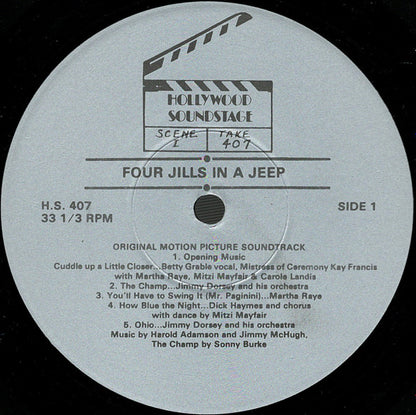 HOLLYWOOD
SOUNDSTAGE
SCENE TAKE
I 407
FOUR JILLS IN A JEEP
H.S. 407 SIDE 1
33 1/3 RPM
ORIGINAL MOTION PICTURE SOUNDTRACK
1. Opening Music
Cuddle up a Little Closer...Betty Grable vocal, Mistress of Ceremony Kay Francis
with Martha Raye, Mitzi Mayfair & Carole Landis
2. The Champ...Jimmy Dorsey and his orchestra
3. You'll Have to Swing It (Mr. Paginini)...Martha Raye
4. How Blue the Night...Dick Haymes and chorus
with dance by Mitzi Mayfair
5. Ohio...Jimmy Dorsey and his orchestra
Music by Harold Adamson and Jimmy McHugh,
The Champ by Sonny Burke